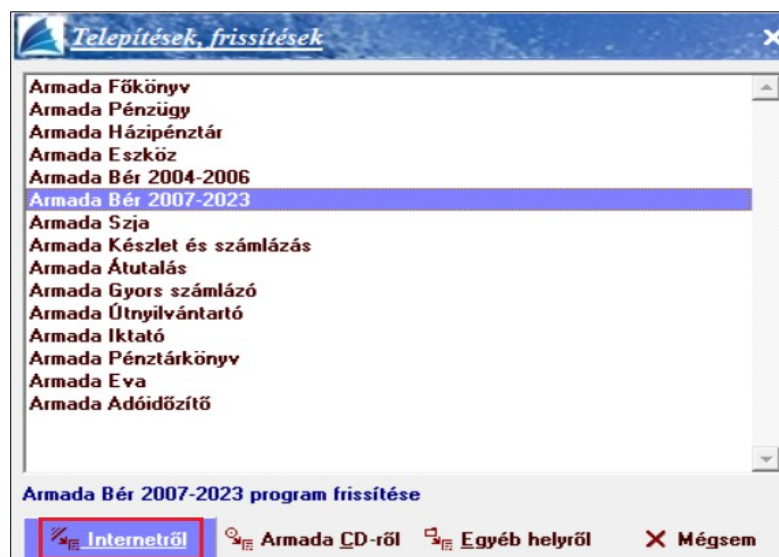 Telepítések, frissítések
Armada Főkönyv
Armada Pénzügy
Armada Házipénztár
Armada Eszköz
Armada Bér 2004-2006
Armada Bér 2007-2023
Armada Szja
Armada Készlet és számlázás
Armada Átutalás
Armada Gyors számlázó
Armada Útnyilvántartó
Armada Iktató
Armada Pénztárkönyv
Armada Eva
Armada Adóidőzítő
Armada Bér 2007-2023 program frissítése
Internetről Armada CD-ről Egyéb helyről Mégsem